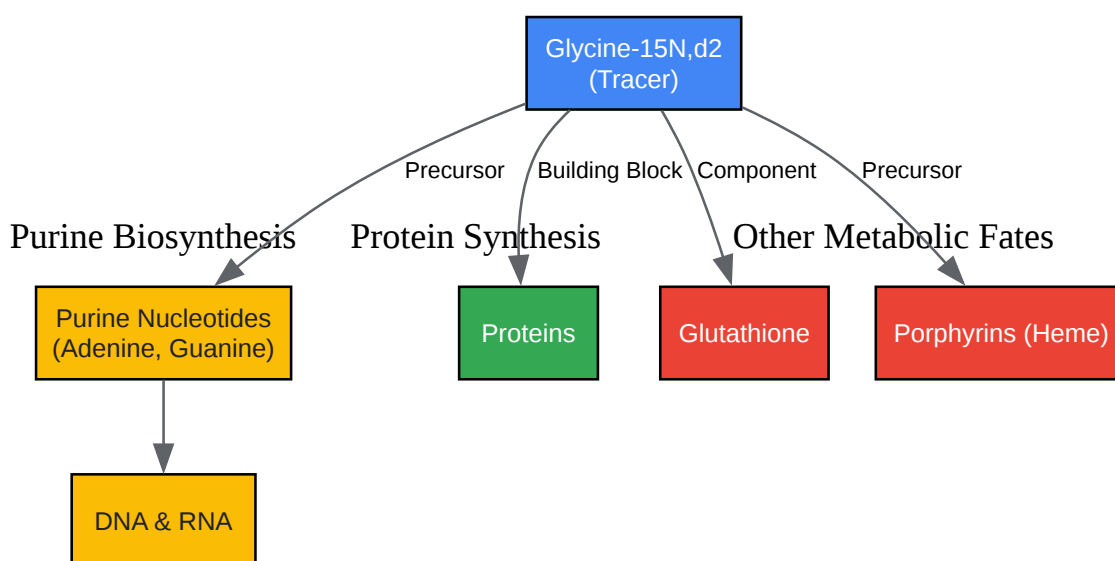 Glycine-15N,d2
(Tracer)
Precursor
Building Block
Component
Precursor
Purine Biosynthesis
Protein Synthesis
Other Metabolic Fates
Purine Nucleotides
(Adenine, Guanine)
Proteins
Glutathione
Porphyrins (Heme)
DNA & RNA